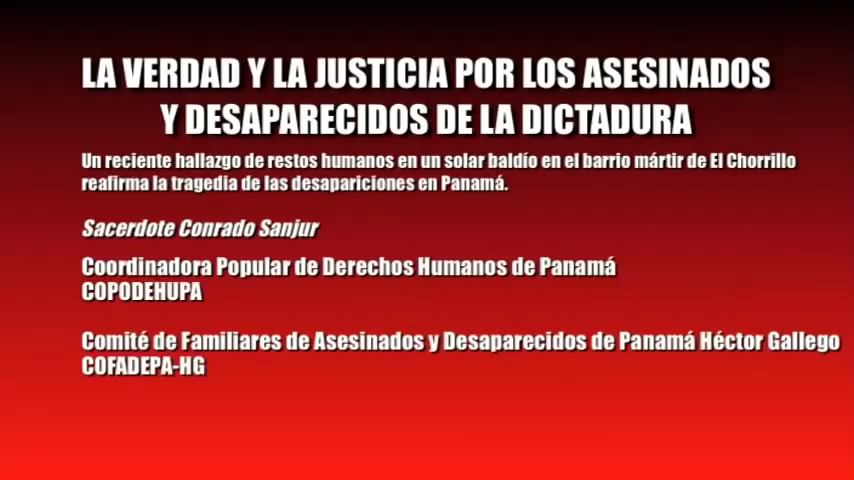 LA VERDAD Y LA JUSTICIA POR LOS ASESINADOS
Y DESAPARECIDOS DE LA DICTADURA
Un reciente hallazgo de restos humanos en un solar baldío en el barrio mártir de El Chorrillo
reafirma la tragedia de las desapariciones en Panamá.
Sacerdote Conrado Sanjur
Coordinadora Popular de Derechos Humanos de Panamá
COPODEHUPA
Comité de Familiares de Asesinados y Desaparecidos de Panamá Héctor Gallego
COFADEPA-HG